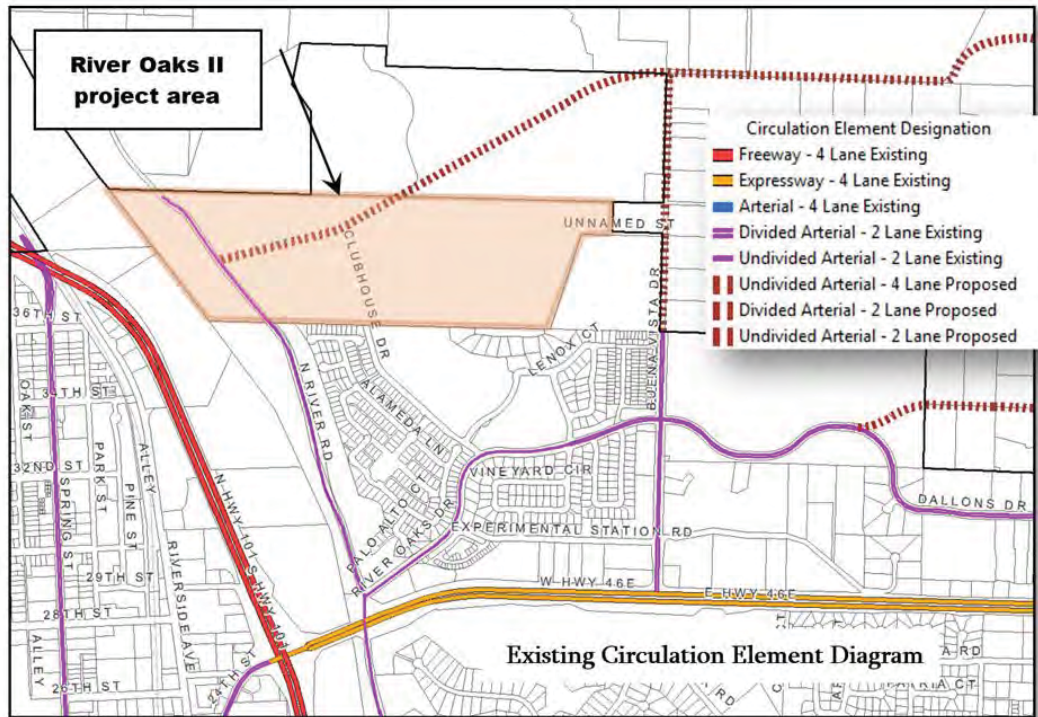 River Oaks II
project area
Circulation Element Designation
Freeway - 4 Lane Existing
Expressway - 4 Lane Existing
Arterial - 4 Lane Existing
Divided Arterial - 2 Lane Existing
Undivided Arterial - 2 Lane Existing
Undivided Arterial - 4 Lane Proposed
Divided Arterial - 2 Lane Proposed
Undivided Arterial - 2 Lane Proposed
UNNAMED ST
CLUBHOUSE DR
BUENA VISTA DR
LENOX CT
36TH ST
OAK ST
34TH ST
PARK ST
ALLEY
N RIVER RD
ALAMEDA LN
32ND ST
SPRING ST
PINE ST
N HWY 101
S HWY 101
VINEYARD CIR
PALO ALTO CT
RIVER OAKS DR
DALLONS DR
EXPERIMENTAL STATION RD
29TH ST
RIVERSIDE AVE
W HWY 46E
E HWY 46E
28TH ST
ALLEY
24TH ST
26TH ST
Existing Circulation Element Diagram
RD
RD
CT